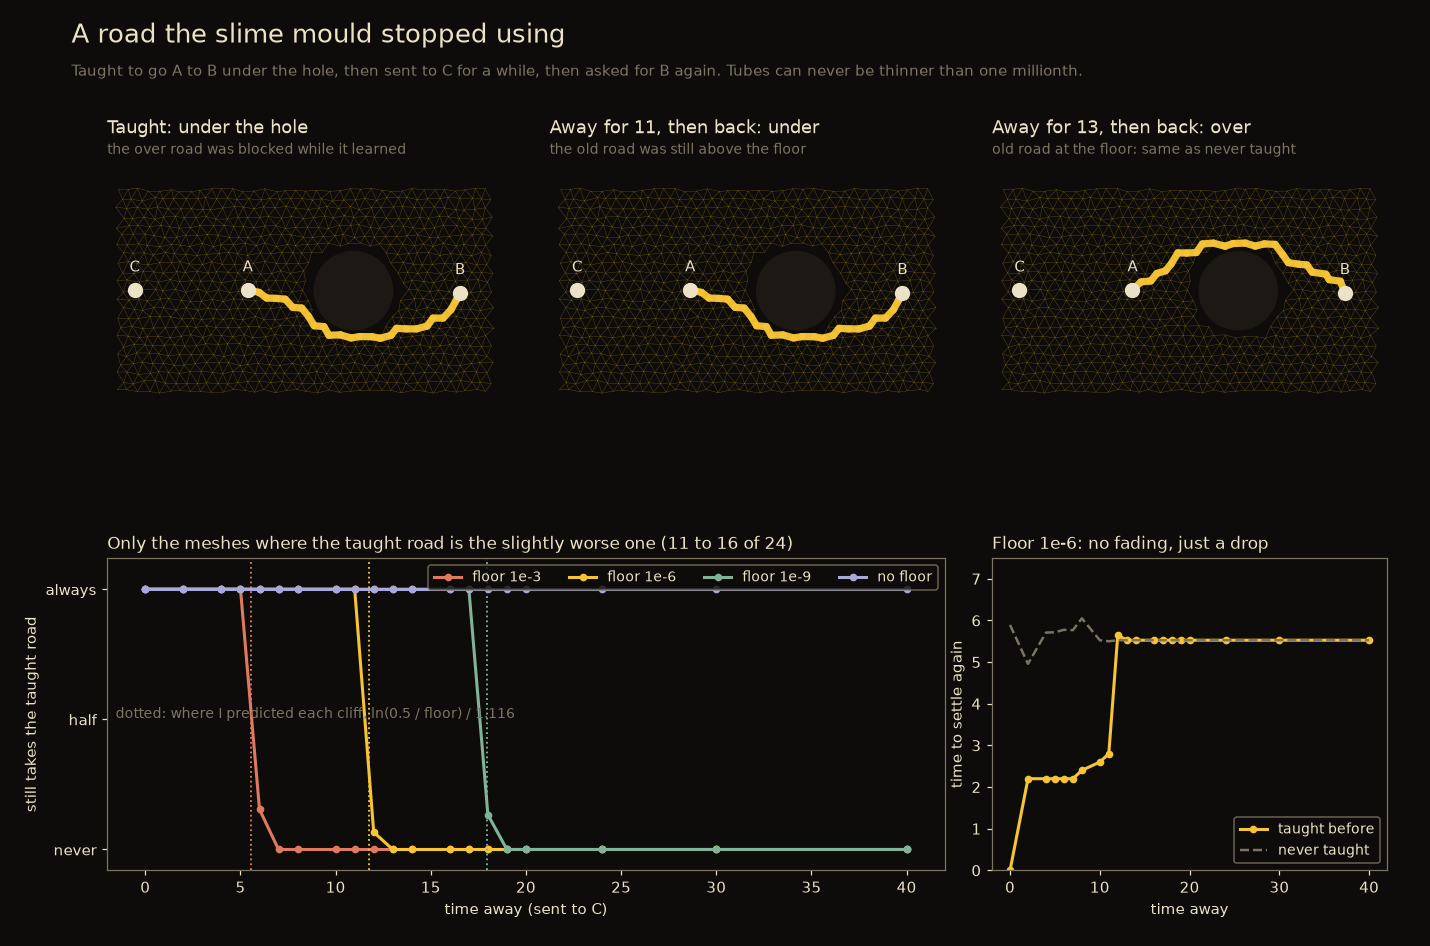 A road the slime mould stopped using
Taught to go A to B under the hole, then sent to C for a while, then asked for B again. Tubes can never be thinner than one millionth.
Taught: under the hole
the over road was blocked while it learned
C
A
B
Away for 11, then back: under
the old road was still above the floor
C
A
B
Away for 13, then back: over
old road at the floor: same as never taught
C
A
B
Only the meshes where the taught road is the slightly worse one (11 to 16 of 24)
still takes the taught road
always
half
never
floor 1e-3
floor 1e-6
floor 1e-9
no floor
dotted: where I predicted each cliff, ln(0.5 / floor) / 1.116
0
5
10
15
20
25
30
35
40
time away (sent to C)
Floor 1e-6: no fading, just a drop
time to settle again
7
6
5
4
3
2
1
0
taught before
never taught
0
10
20
30
40
time away